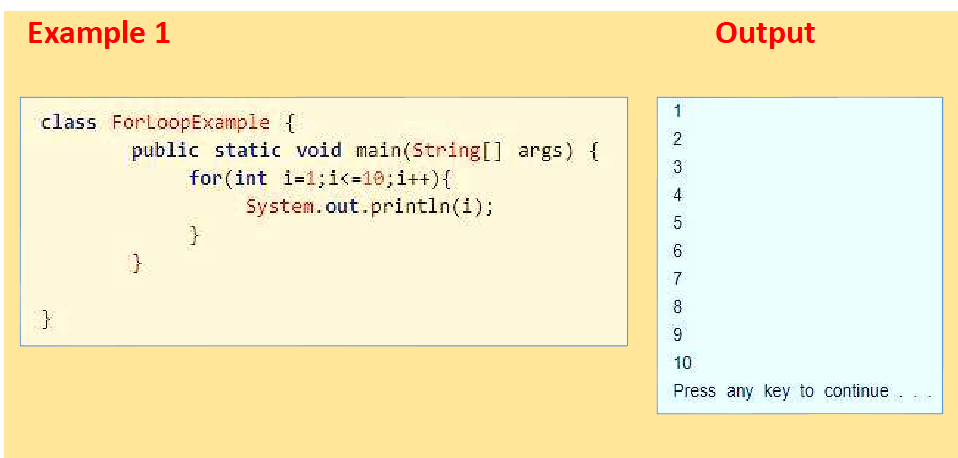 Example 1
Output
class ForLoopExample {
public static void main(String[] args) {
for(int i=1;i<=10;i++){
System.out.println(i);
}
}
}
1
2
3
4
5
6
7
8
9
10
Press any key to continue . . .